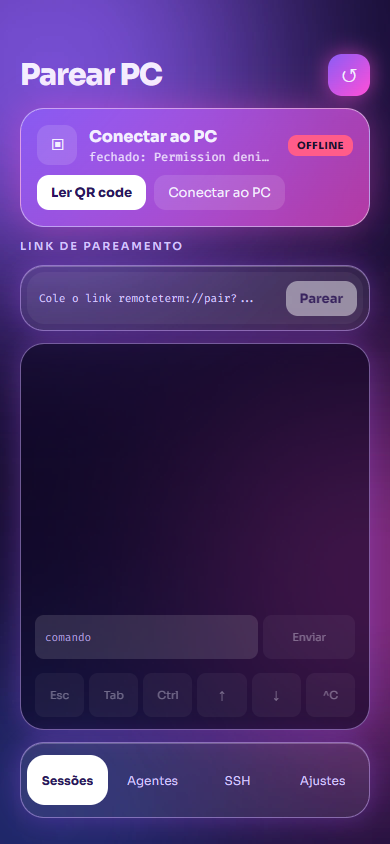 Parear PC
↺
Conectar ao PC
fechado: Permission deni…
OFFLINE
Ler QR code
Conectar ao PC
LINK DE PAREAMENTO
Cole o link remoteterm://pair?...
Parear
comando
Enviar
Esc
Tab
Ctrl
↑
↓
^C
Sessões
Agentes
SSH
Ajustes